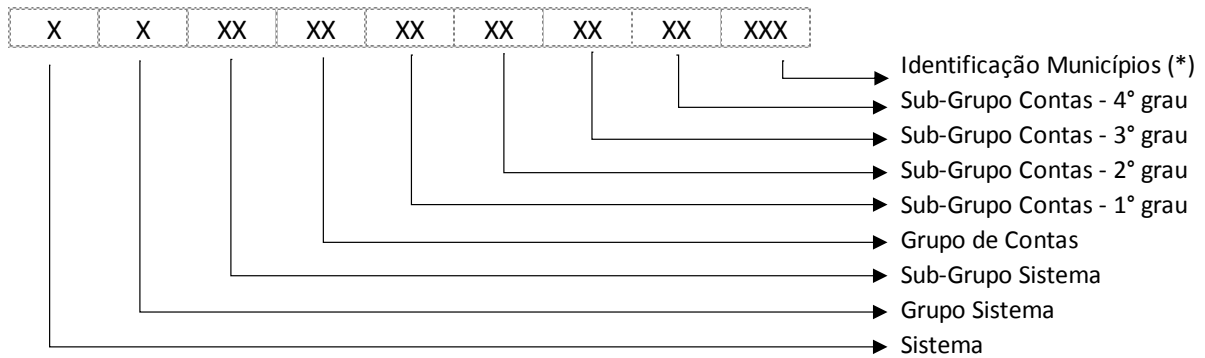 X X XX XX XX XX XX XX XXX
Identificação Municípios (*)
Sub-Grupo Contas - 4° grau
Sub-Grupo Contas - 3° grau
Sub-Grupo Contas - 2° grau
Sub-Grupo Contas - 1° grau
Grupo de Contas
Sub-Grupo Sistema
Grupo Sistema
Sistema